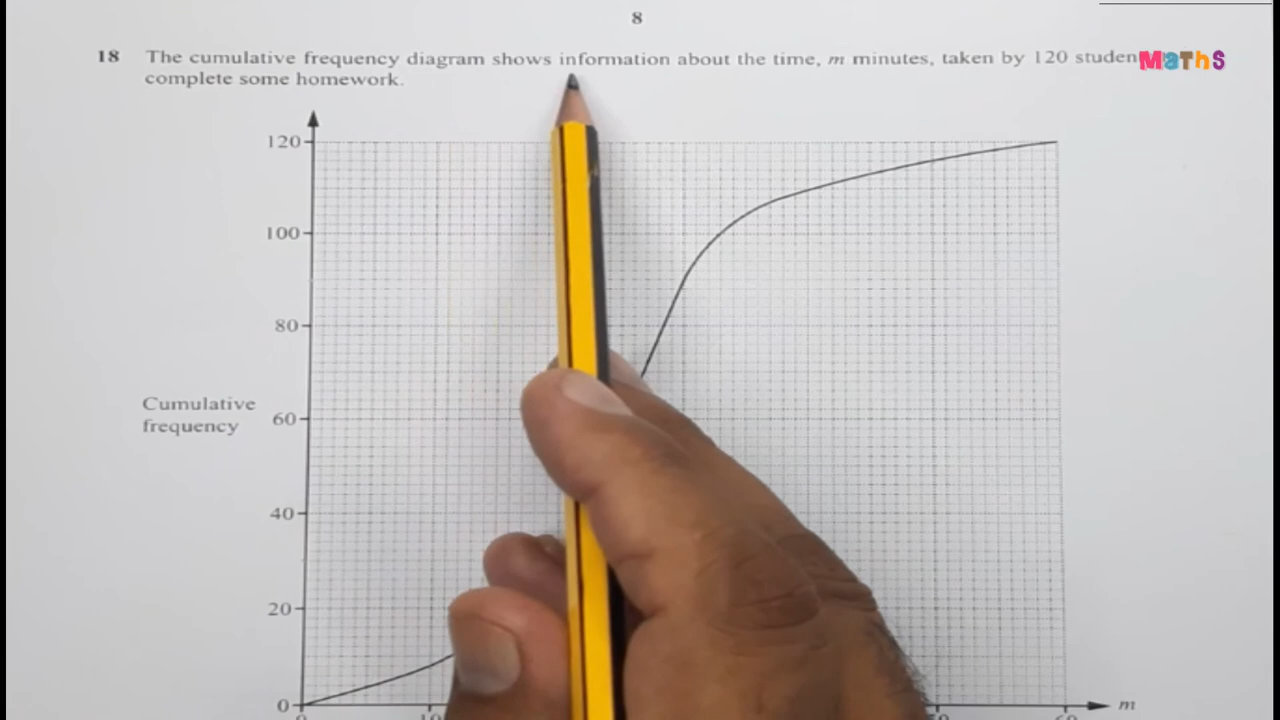 8
18 The cumulative frequency diagram shows information about the time, m minutes, taken by 120
MaThS
complete some homework.
120
100
80
Cumulative
60
frequency
40
20
0
m